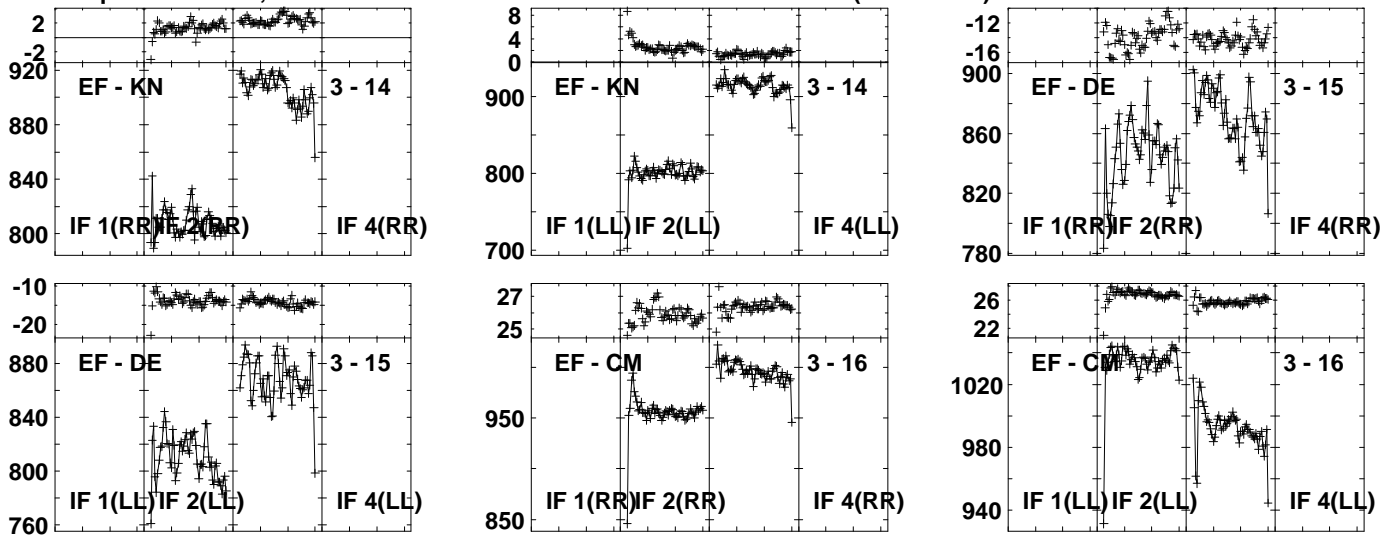 2
-2
920
880
840
800
EF - KN
3 - 14
IF 1(RR) IF 2(RR)
IF 4(RR)
8
4
2
0
900
800
700
EF - KN
3 - 14
IF 1(LL) IF 2(LL)
IF 4(LL)
-12
-16
900
860
820
780
EF - DE
3 - 15
IF 1(RR) IF 2(RR)
IF 4(RR)
-10
-20
880
840
800
760
EF - DE
3 - 15
IF 1(LL) IF 2(LL)
IF 4(LL)
27
25
950
850
EF - CM
3 - 16
IF 1(RR) IF 2(RR)
IF 4(RR)
26
22
1020
980
940
EF - CM
3 - 16
IF 1(LL) IF 2(LL)
IF 4(LL)